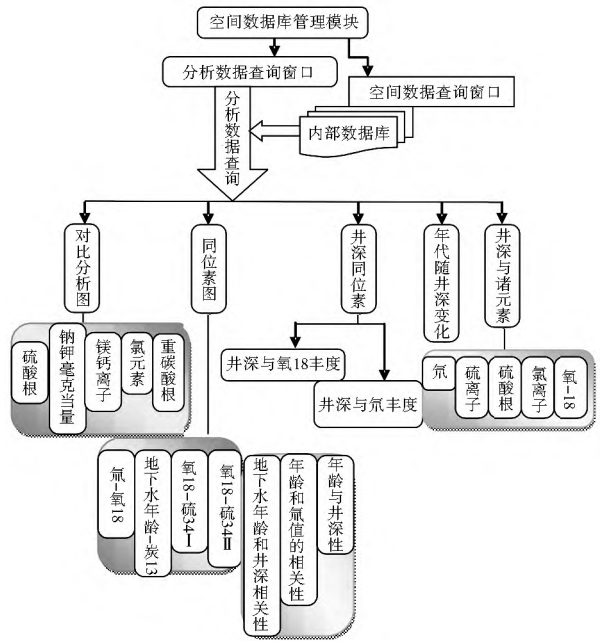 空间数据库管理模块
分析数据查询窗口
空间数据查询窗口
内部数据库
分析数据查询
对比分析图
同位素图
井深同位素
年代随井深变化
井深与诸元素
硫酸根
钠钾毫克当量
镁钙离子
氯元素
重碳酸根
井深与氧18丰度
井深与氘丰度
氘
硫离子
硫酸根
氯离子
氧-18
氚-氧18
地下水年龄-炭13
氧18-硫34Ⅰ
氧18-硫34Ⅱ
地下水年龄和井深相关性
年龄和氚值的相关性
年龄与井深性